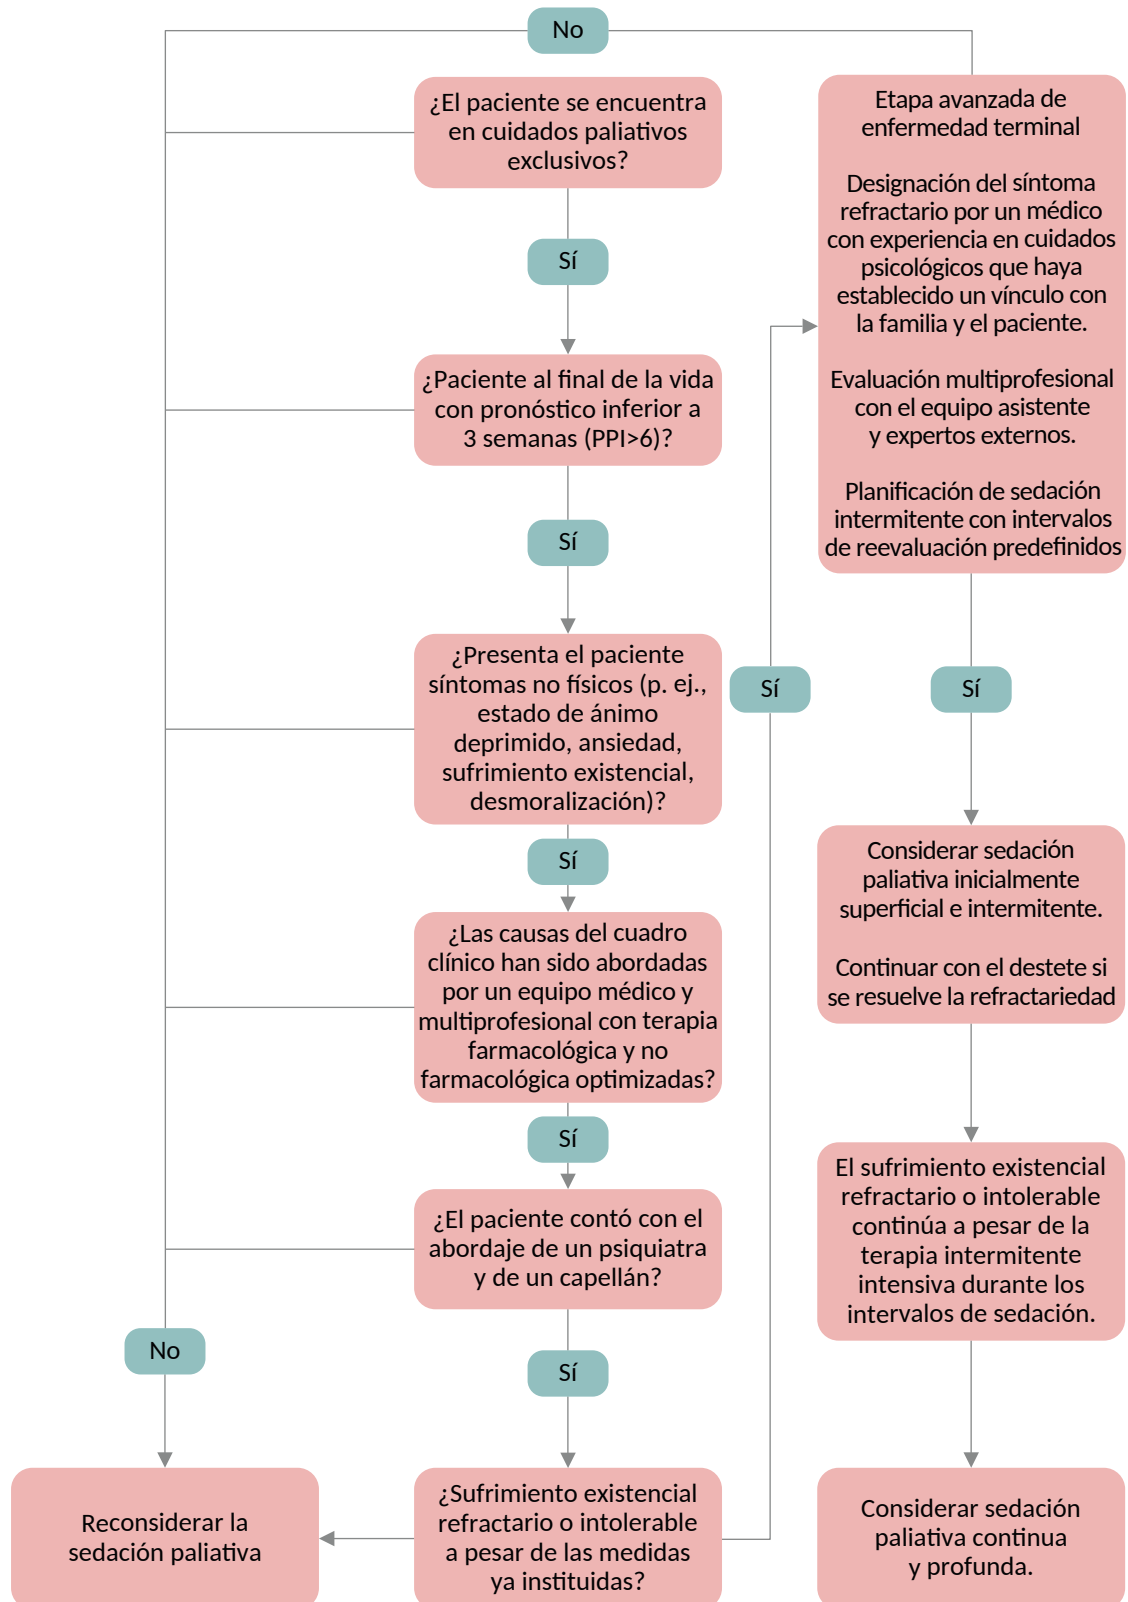 No
¿El paciente se encuentra
en cuidados paliativos
exclusivos?
Sí
¿Paciente al final de la vida
con pronóstico inferior a
3 semanas (PPI>6)?
Sí
¿Presenta el paciente
síntomas no físicos (p. ej.,
estado de ánimo
deprimido, ansiedad,
sufrimiento existencial,
desmoralización)?
Sí
¿Las causas del cuadro
clínico han sido abordadas
por un equipo médico y
multiprofesional con terapia
farmacológica y no
farmacológica optimizadas?
Sí
¿El paciente contó con el
abordaje de un psiquiatra
y de un capellán?
No
Sí
Reconsiderar la
sedación paliativa
¿Sufrimiento existencial
refractario o intolerable
a pesar de las medidas
ya instituidas?
Sí
Etapa avanzada de
enfermedad terminal
Designación del síntoma
refractario por un médico
con experiencia en cuidados
psicológicos que haya
establecido un vínculo con
la familia y el paciente.
Evaluación multiprofesional
con el equipo asistente
y expertos externos.
Planificación de sedación
intermitente con intervalos
de reevaluación predefinidos
Sí
Considerar sedación
paliativa inicialmente
superficial e intermitente.
Continuar con el destete si
se resuelve la refractariedad
El sufrimiento existencial
refractario o intolerable
continúa a pesar de la
terapia intermitente
intensiva durante los
intervalos de sedación.
Considerar sedación
paliativa continua
y profunda.